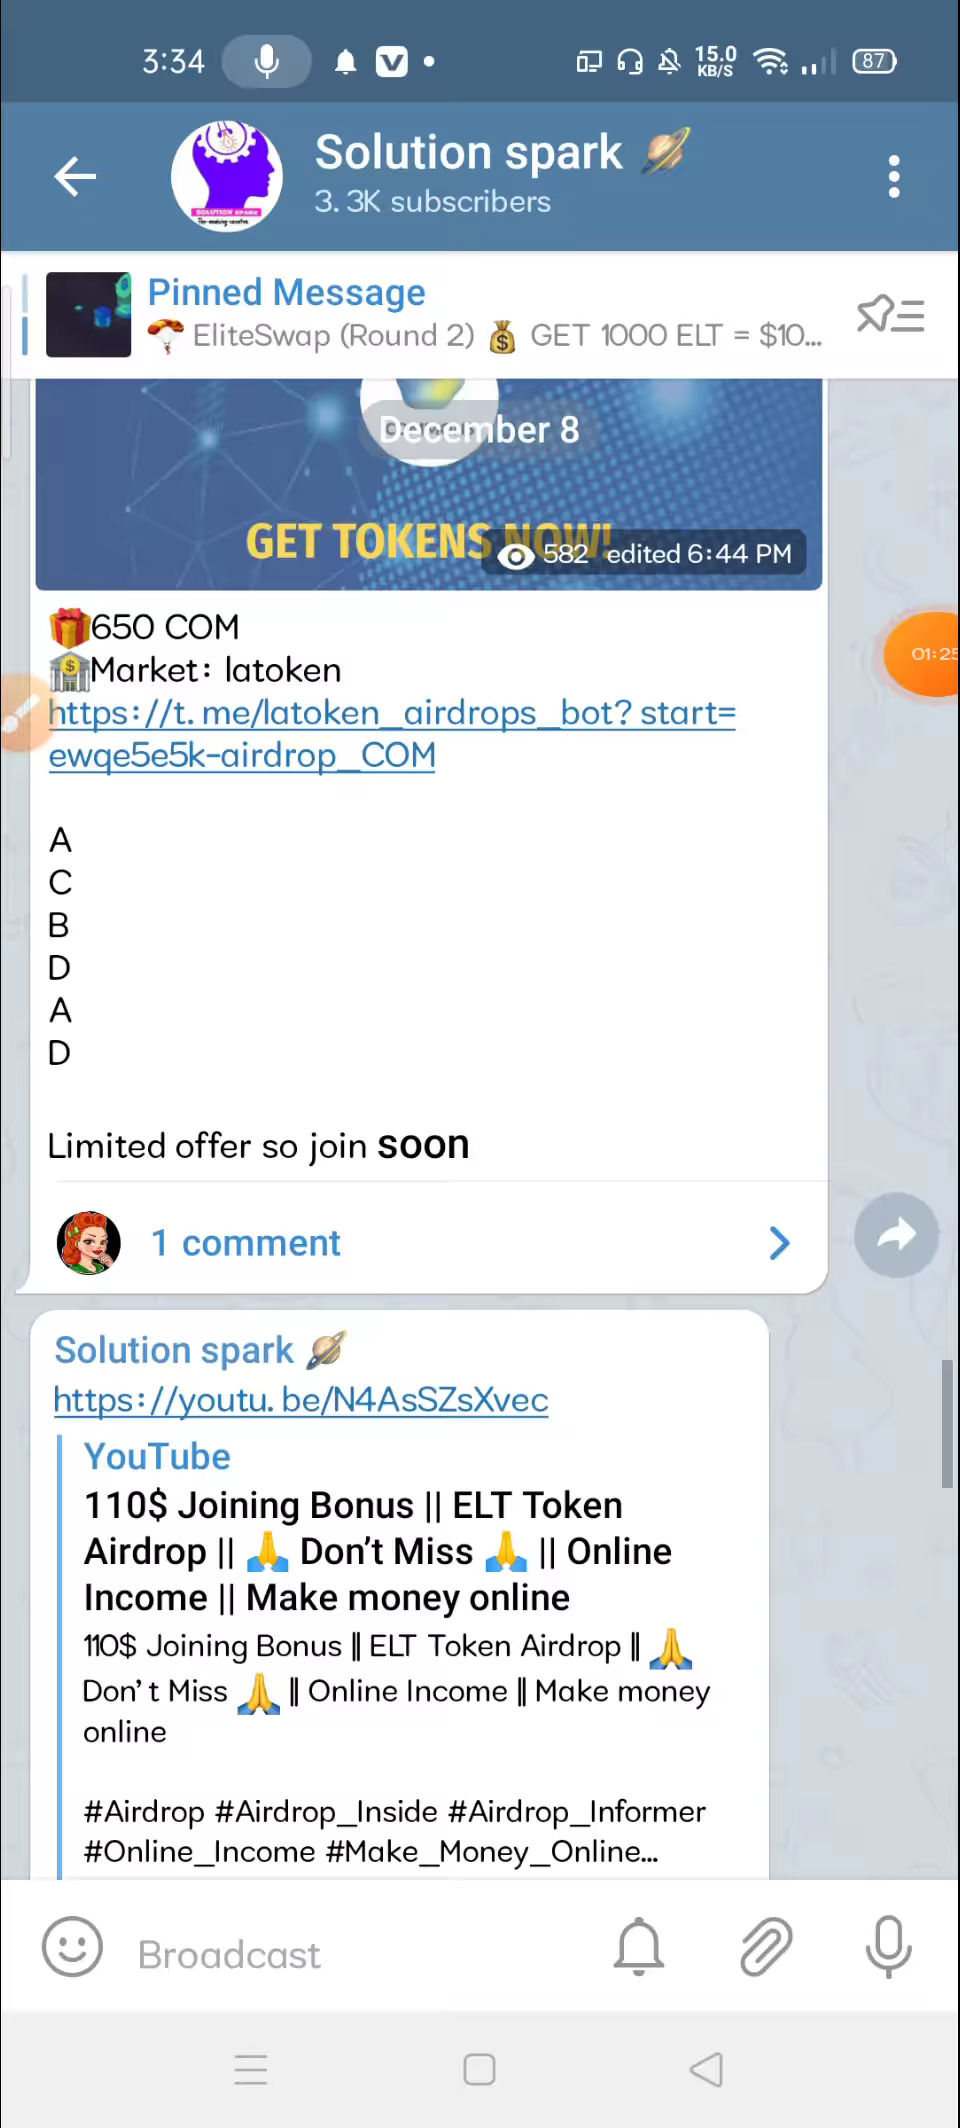 3:34
15.0
KB/S
87
Solution spark 🪐
SOLUTION SPARK
3.3K subscribers
Pinned Message
🪂 EliteSwap (Round 2) 💰 GET 1000 ELT = $10...
December 8
GET TOKENS NOW!
582 edited 6:44 PM
🎁650 COM
🏦Market: latoken
01:25
https://t.me/latoken_airdrops_bot?start=
ewqe5e5k-airdrop_COM
A
C
B
D
A
D
Limited offer so join soon
1 comment
Solution spark 🪐
https://youtu.be/N4AsSZsXvec
YouTube
110$ Joining Bonus || ELT Token
Airdrop || 🙏 Don’t Miss 🙏 || Online
Income || Make money online
110$ Joining Bonus || ELT Token Airdrop || 🙏
Don’t Miss 🙏 || Online Income || Make money
online
#Airdrop #Airdrop_Inside #Airdrop_Informer
#Online_Income #Make_Money_Online...
Broadcast